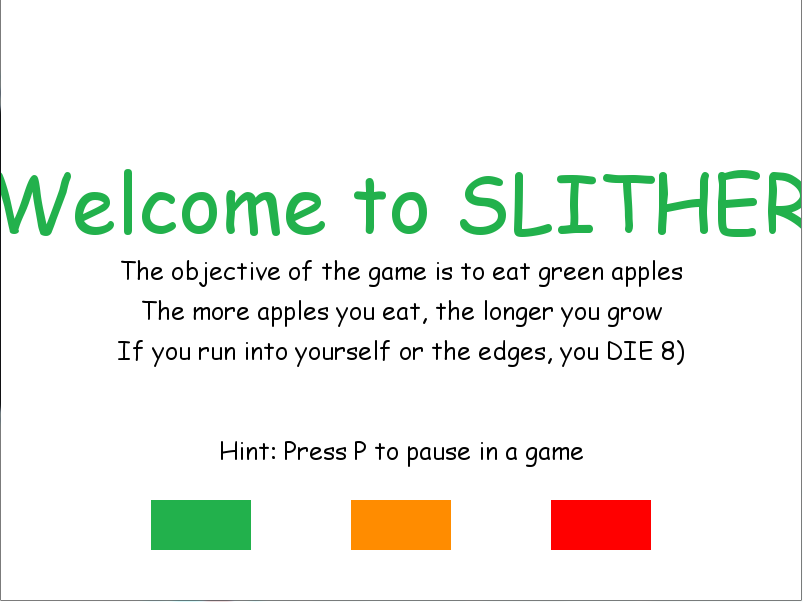 Welcome to SLITHER
The objective of the game is to eat green apples
The more apples you eat, the longer you grow
If you run into yourself or the edges, you DIE 8)
Hint: Press P to pause in a game